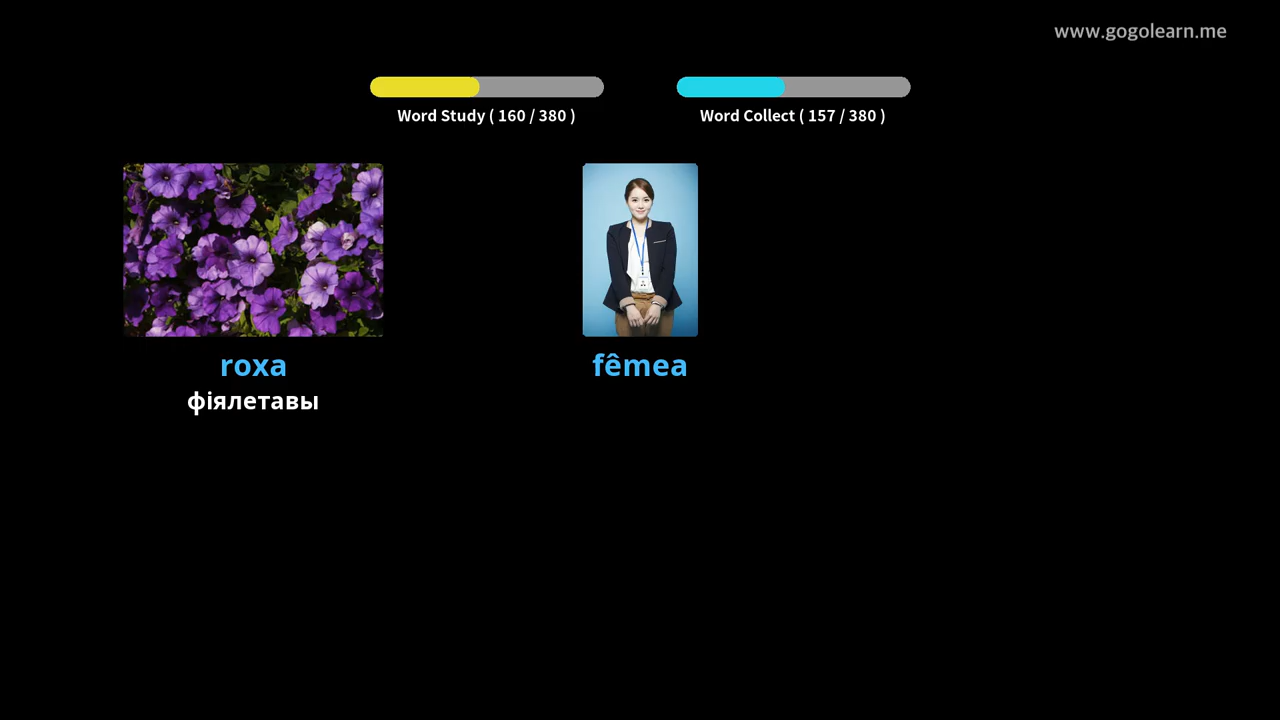 www.gogolearn.me
Word Study ( 160 / 380 )
Word Collect ( 157 / 380 )
roxa
фіялетавы
fêmea